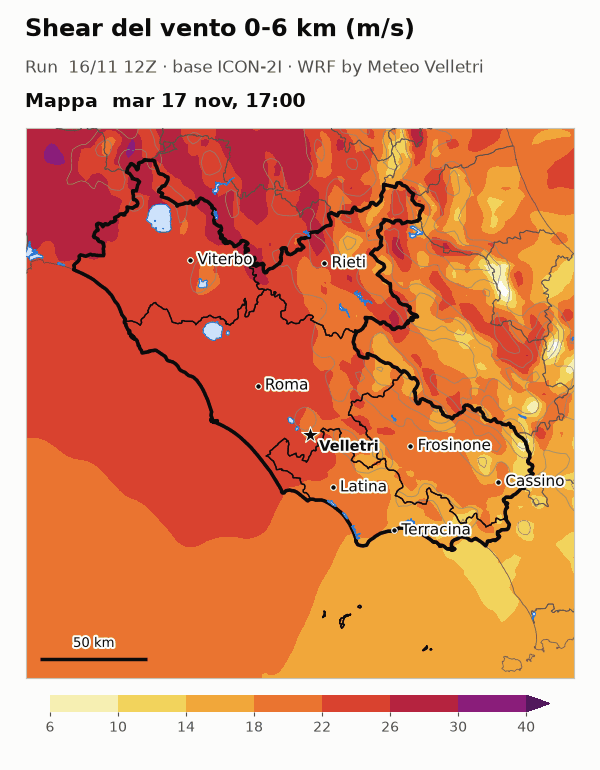 Shear del vento 0-6 km (m/s)
Run  16/11 12Z · base ICON-2I · WRF by Meteo Velletri
Mappa  mar 17 nov, 17:00
Viterbo
Rieti
Roma
Velletri
Frosinone
Latina
Cassino
Terracina
50 km
6 10 14 18 22 26 30 40